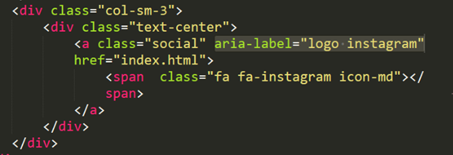 <div class="col-sm-3">
<div class="text-center">
<a class="social" aria-label="logo instagram"
href="index.html">
<span  class="fa fa-instagram icon-md"></
span>
</a>
</div>
</div>